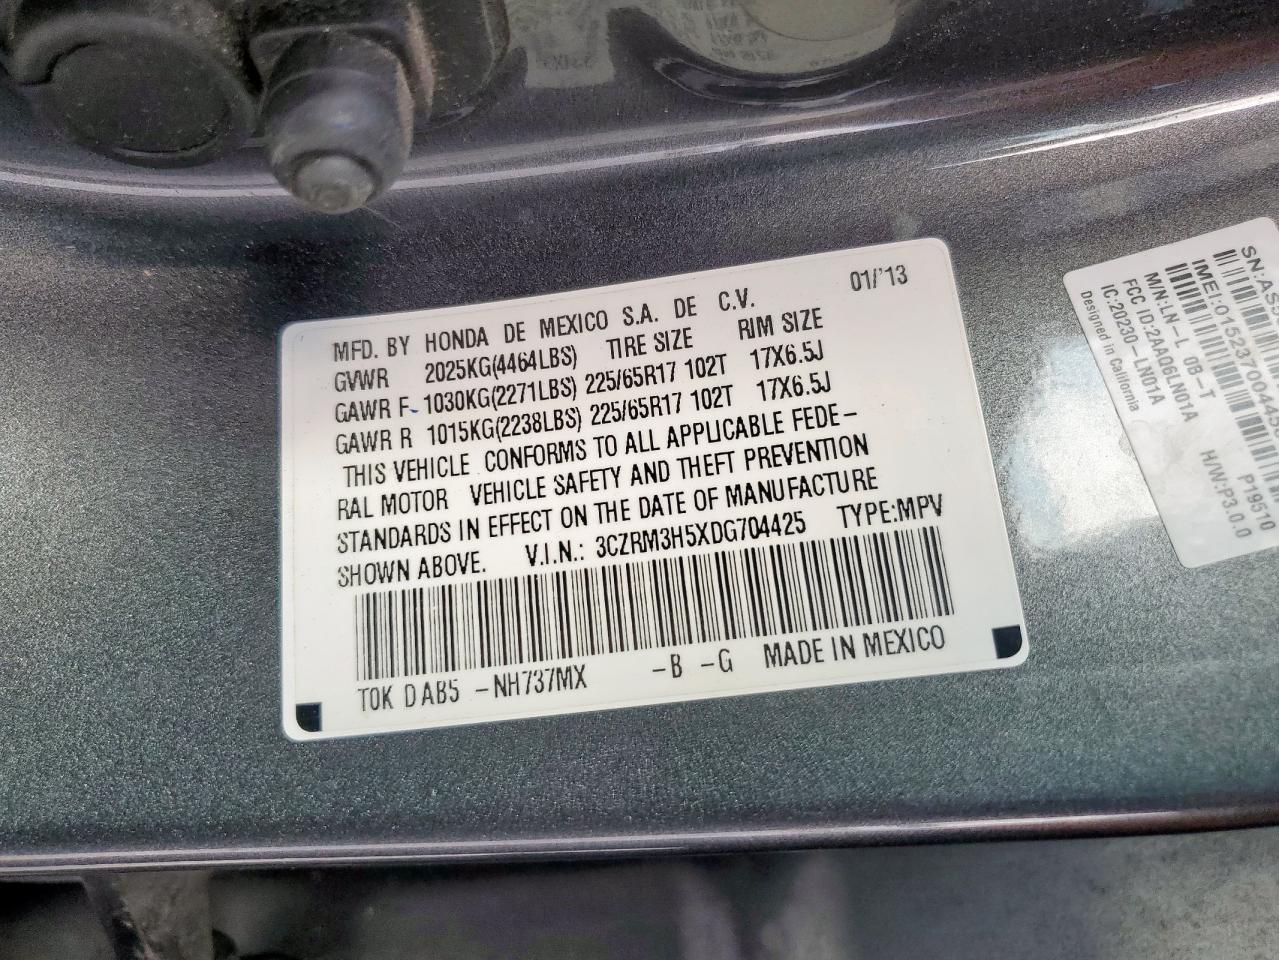 01/'13
MFD. BY HONDA DE MEXICO S.A. DE C.V.
GVWR 2025KG(4464LBS) TIRE SIZE RIM SIZE
GAWR F 1030KG(2271LBS) 225/65R17 102T 17X6.5J
GAWR R 1015KG(2238LBS) 225/65R17 102T 17X6.5J
THIS VEHICLE CONFORMS TO ALL APPLICABLE FEDE-
RAL MOTOR VEHICLE SAFETY AND THEFT PREVENTION
STANDARDS IN EFFECT ON THE DATE OF MANUFACTURE
SHOWN ABOVE. V.I.N.: 3CZRM3H5XDG704425 TYPE:MPV
T0K DAB5 -NH737MX -B -G MADE IN MEXICO
P19510
M/N:LN-L 0B-T H/W:P3.0.0
FCC ID:2AAQ6LN01A
IC:20230-LN01A
Designed in California